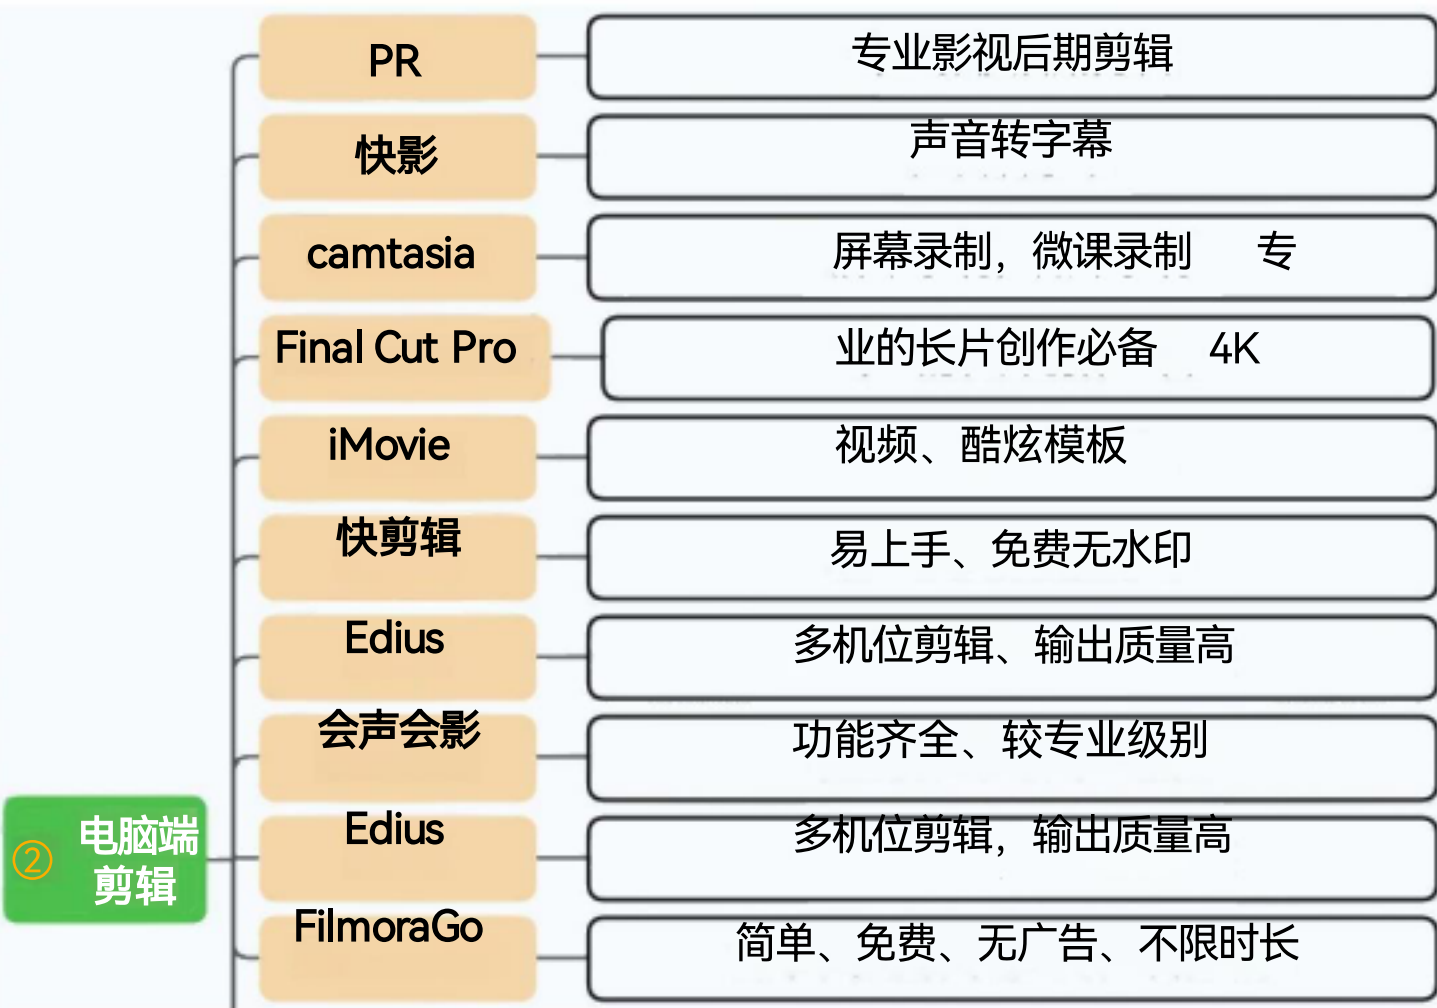 PR 专业影视后期剪辑
快影 声音转字幕
camtasia 屏幕录制，微课录制 专
Final Cut Pro 业的长片创作必备 4K
iMovie 视频、酷炫模板
快剪辑 易上手、免费无水印
Edius 多机位剪辑、输出质量高
会声会影 功能齐全、较专业级别
② 电脑端
剪辑
Edius 多机位剪辑，输出质量高
FilmoraGo 简单、免费、无广告、不限时长